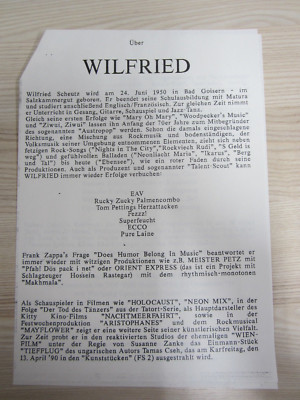 Über
WILFRIED
Wilfried Scheutz wird am 24. Juni 1950 in Bad Goisern - im
Salzkammergut geboren. Er beendet seine Schulausbildung mit Matura
und studiert anschließend Englisch/Französisch. Zur gleichen Zeit nimmt
er Unterricht in Gesang, Gitarre, Schauspiel und Jazz-Tanz.
Gleich seine ersten Erfolge wie "Mary Oh Mary", "Woodpecker's Music"
und "Ziwui, Ziwui" lassen ihn Anfang der 70er Jahre zum Mitbegründer
des sogenannten "Austropop" werden. Schon die damals eingeschlagene
Richtung, eine Mischung aus Rockmusik und bodenständigen, der
Volksmusik seiner Umgebung entnommenen Elementen, zieht sich neben
fetzigen Rock-Songs ("Nights In The City", "Rocktisch Rudi", "S Geld is
weg") und gefühlvollen Balladen ("Neonliacht Maria", "Ikarus", "Berg
und Tal") bis heute ("Ebensee"), wie ein roter Faden durch seine
Produktionen. Auch als Produzent und sogenannter "Talent-Scout" kann
WILFRIED immer wieder Erfolge verbuchen:
EAV
Rucky Zucky Palmencombo
Tom Pettings Herzattacken
Fezzz!
Superfeucht
ECCO
Pure Laine
Frank Zappa's Frage "Does Humor Belong In Music" beantwortet er
immer wieder mit witzigen Produktionen wie z.B. MEISTER PETZ mit
"Pfah! Dös pack i net" oder ORIENT EXPRESS (das ist ein Projekt mit
Schlagzeuger Hossein Rastegar) mit dem rhythmisch-monotonen
"Makhmala".
Als Schauspieler in Filmen wie "HOLOCAUST", "NEON MIX", in der
Folge "Der Tod des Tänzers" aus der Tatort-Serie, als Hauptdarsteller des
Kitty Kino-Films "NACHTMEERFAHRT", sowie in der
Festwochenproduktion "ARISTOPHANES" und dem Rockmusical
"MAYFLOWER" zeigt er eine weitere Seite seiner künstlerischen Vielfalt.
Zur Zeit probt er in den reaktivierten Studios der ehemaligen "WIEN-
FILM" unter der Regie von Susanne Zanke das Einmann-Stück
"TIEFFLUG" des ungarischen Autors Tamas Cseh, das am Karfreitag, den
13. April '90 in den "Kunststücken" (FS 2) ausgestrahlt wird.